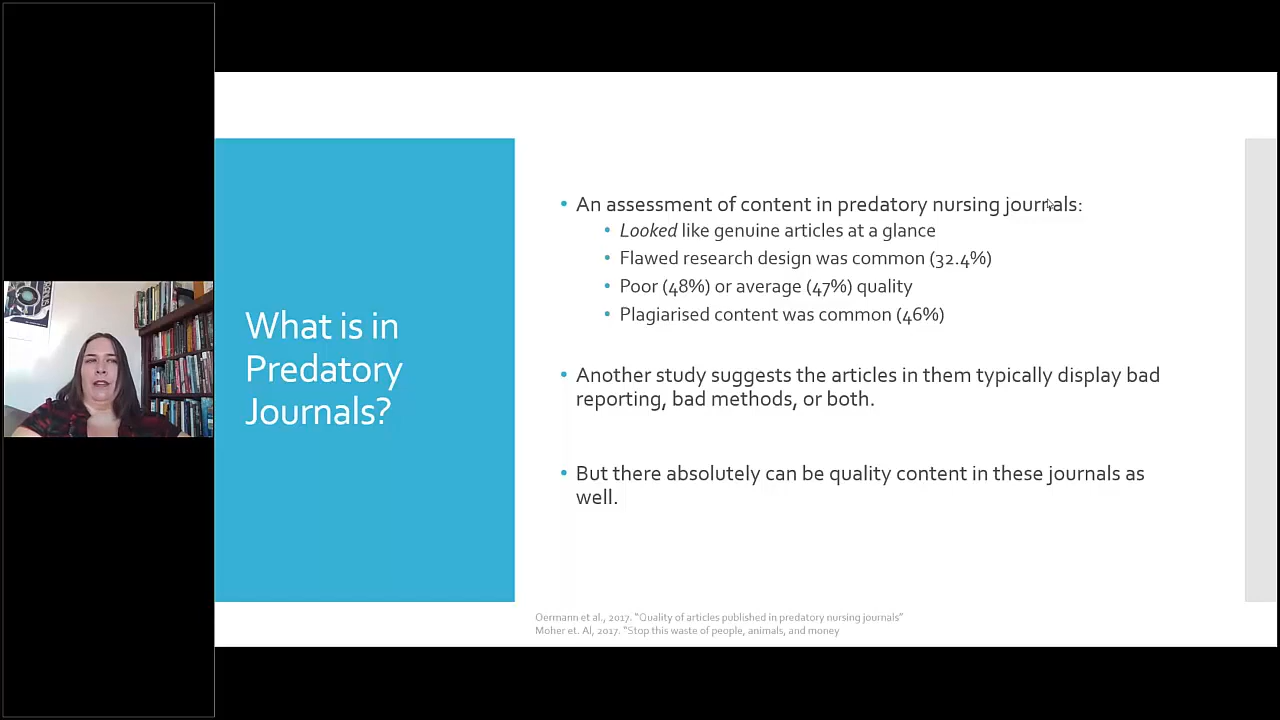 What is in
Predatory
Journals?
• An assessment of content in predatory nursing journals:
• Looked like genuine articles at a glance
• Flawed research design was common (32.4%)
• Poor (48%) or average (47%) quality
• Plagiarised content was common (46%)
• Another study suggests the articles in them typically display bad
reporting, bad methods, or both.
• But there absolutely can be quality content in these journals as
well.
Oermann et al., 2017. “Quality of articles published in predatory nursing journals”
Moher et. Al, 2017. “Stop this waste of people, animals, and money